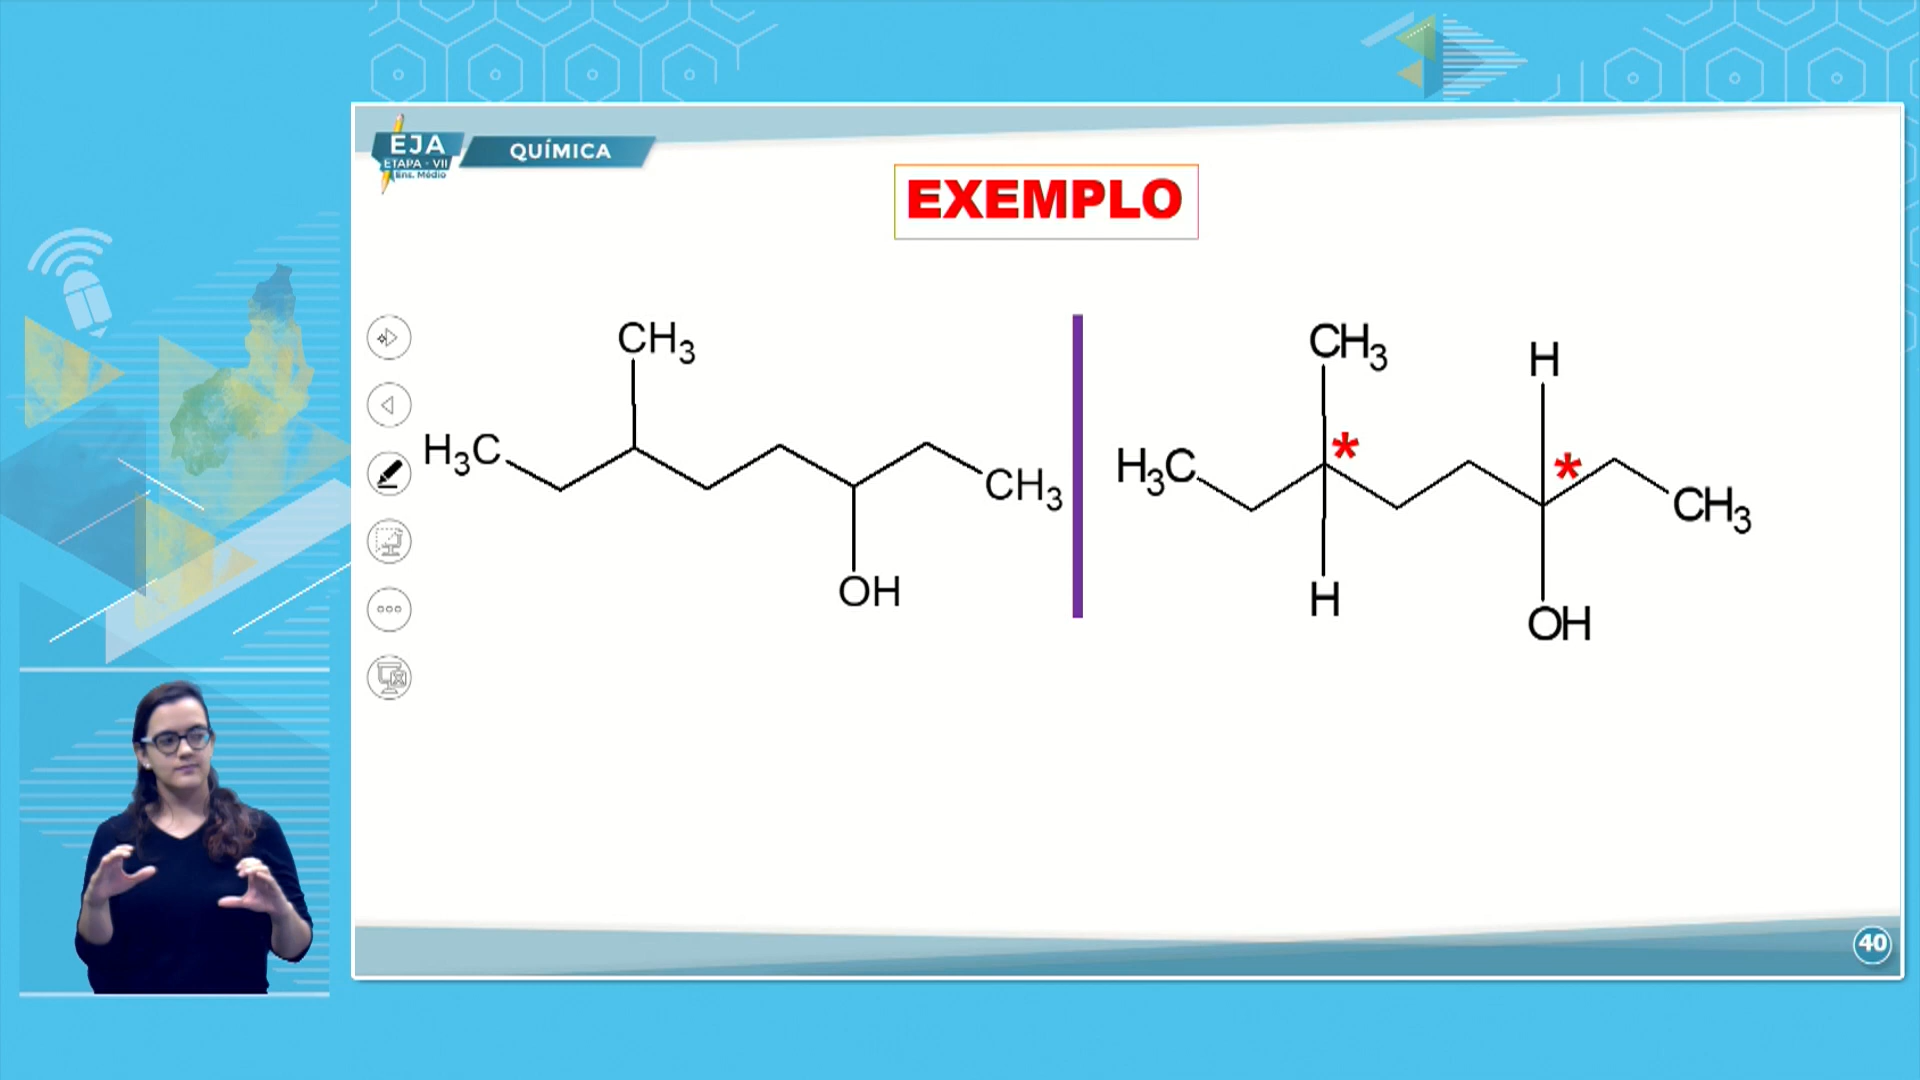 EJA
ETAPA - VII
Ens. Médio
QUÍMICA
EXEMPLO
CH3
H3C
CH3
OH
CH3
H
H3C
*
*
CH3
H
OH
40